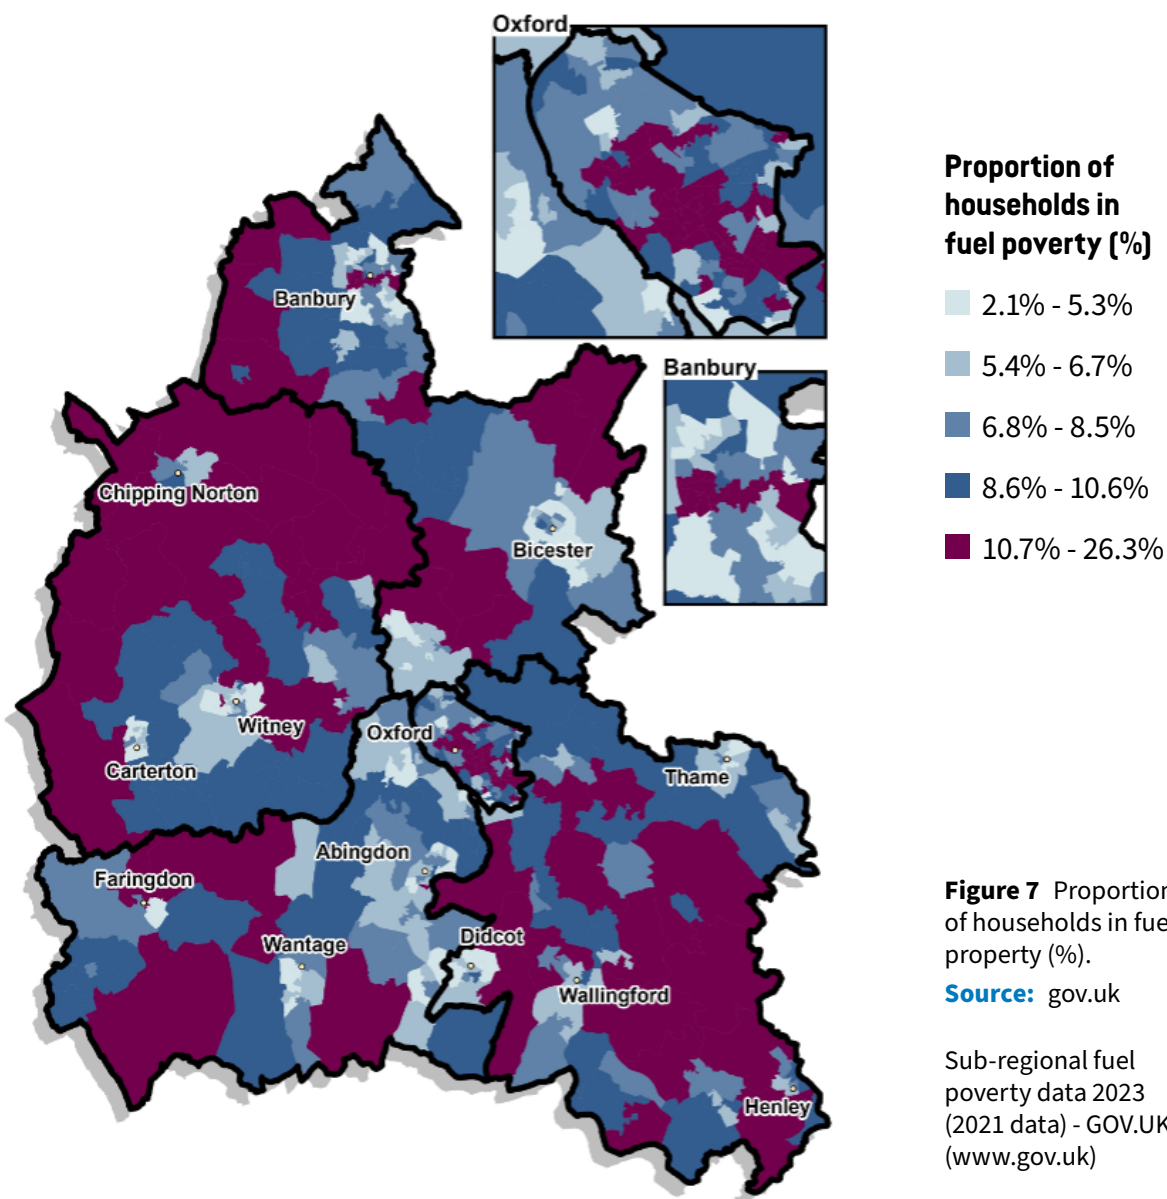 Oxford
Banbury
Chipping Norton
Bicester
Banbury
Witney
Carterton
Oxford
Thame
Abingdon
Faringdon
Wantage
Didcot
Wallingford
Henley
Proportion of
households in
fuel poverty (%)
2.1% - 5.3%
5.4% - 6.7%
6.8% - 8.5%
8.6% - 10.6%
10.7% - 26.3%
Figure 7 Proportion
of households in fue
property (%).
Source: gov.uk
Sub-regional fuel
poverty data 2023
(2021 data) - GOV.UK
(www.gov.uk)